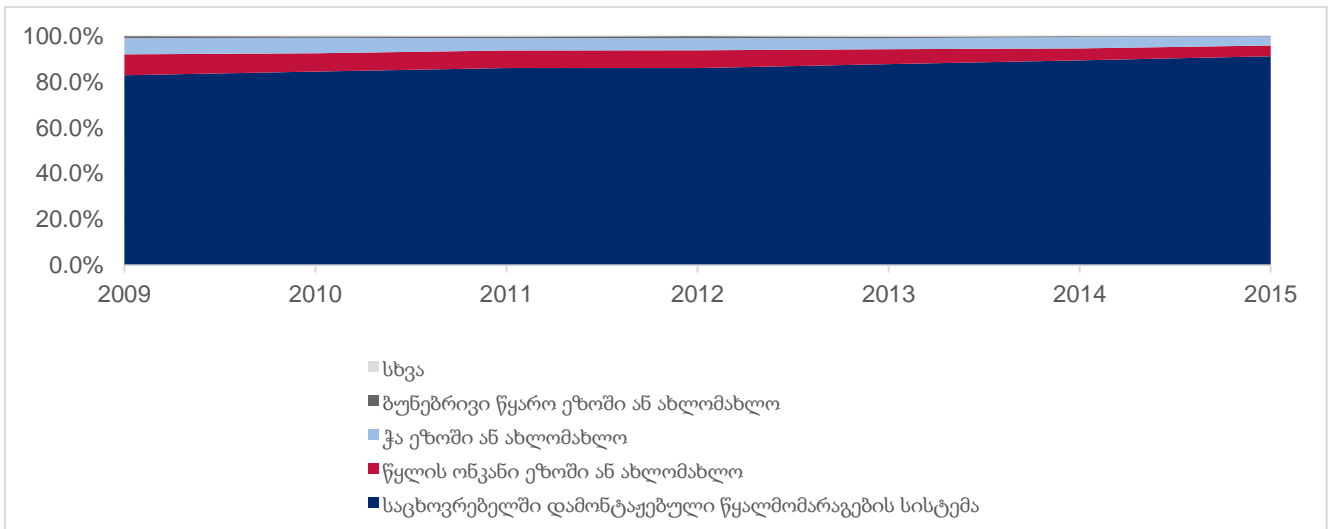 100.0%
80.0%
60.0%
40.0%
20.0%
0.0%
2009 2010 2011 2012 2013 2014 2015
სხვა
ბუნებრივი წყარო ეზოში ან ახლომახლო
ჭა ეზოში ან ახლომახლო
წყლის ონკანი ეზოში ან ახლომახლო
საცხოვრებელში დამონტაჟებული წყალმომარაგების სისტემა